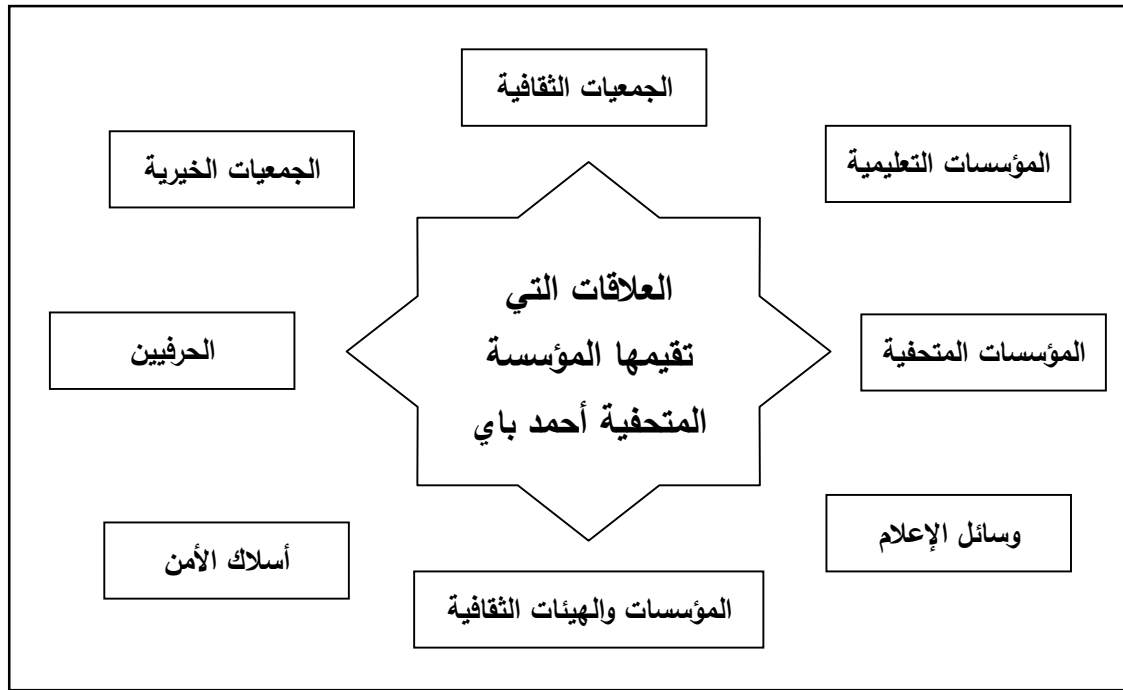 الجمعيات الثقافية
المؤسسات التعليمية
الجمعيات الخيرية
العلاقات التي
تقيمها المؤسسة
المتحفية أحمد باي
المؤسسات المتحفية
الحرفيين
وسائل الإعلام
أسلاك الأمن
المؤسسات والهيئات الثقافية